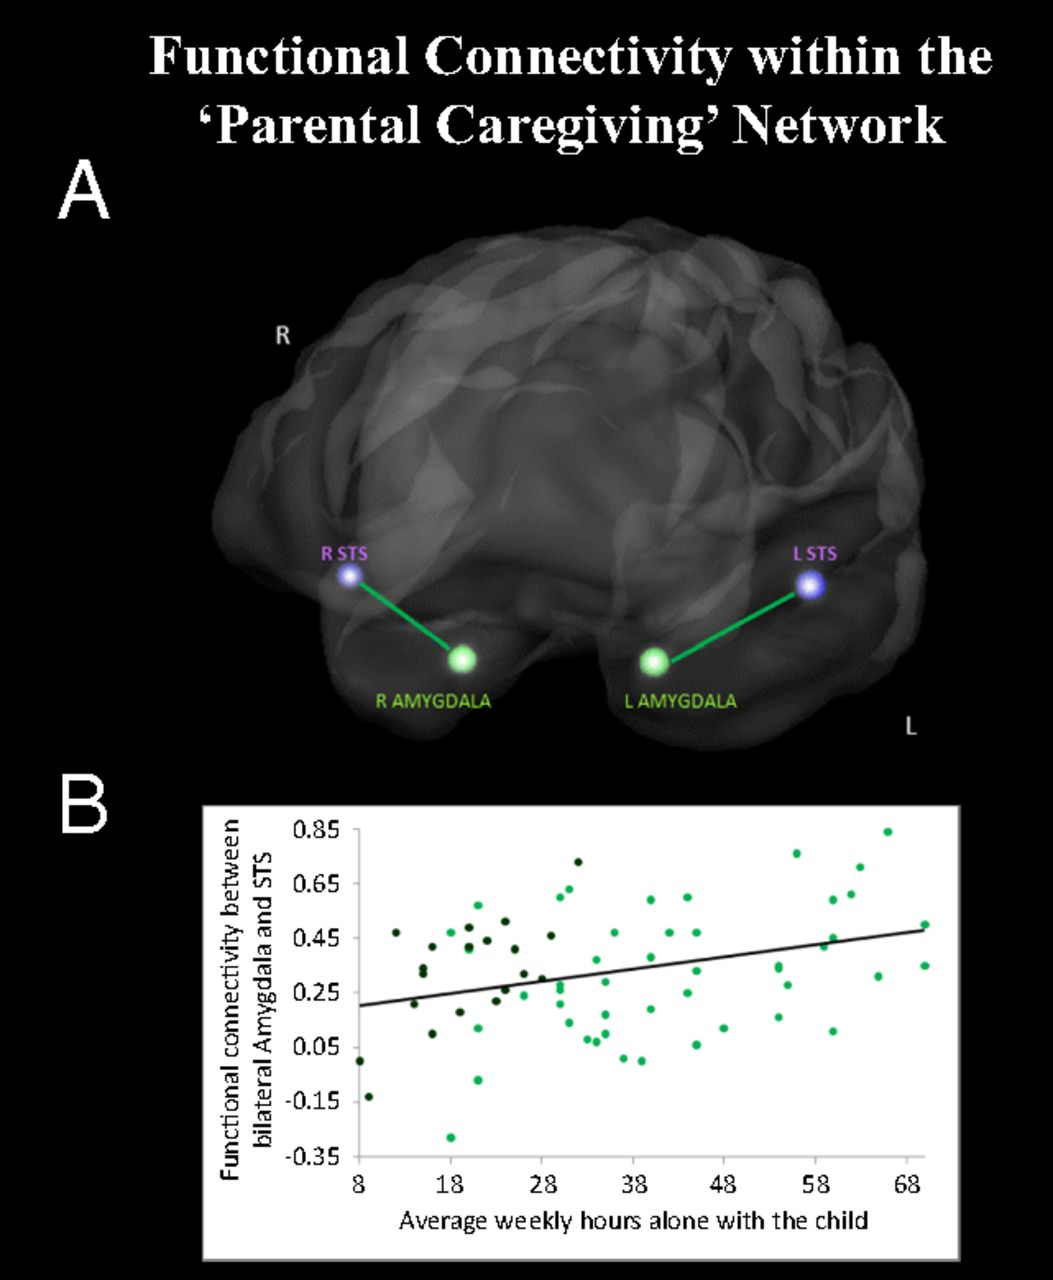 Functional Connectivity within the
‘Parental Caregiving’ Network
A
R
R STS
L STS
R AMYGDALA
L AMYGDALA
L
B
Functional connectivity between
bilateral Amygdala and STS
0.85
0.65
0.45
0.25
0.05
-0.15
-0.35
8 18 28 38 48 58 68
Average weekly hours alone with the child